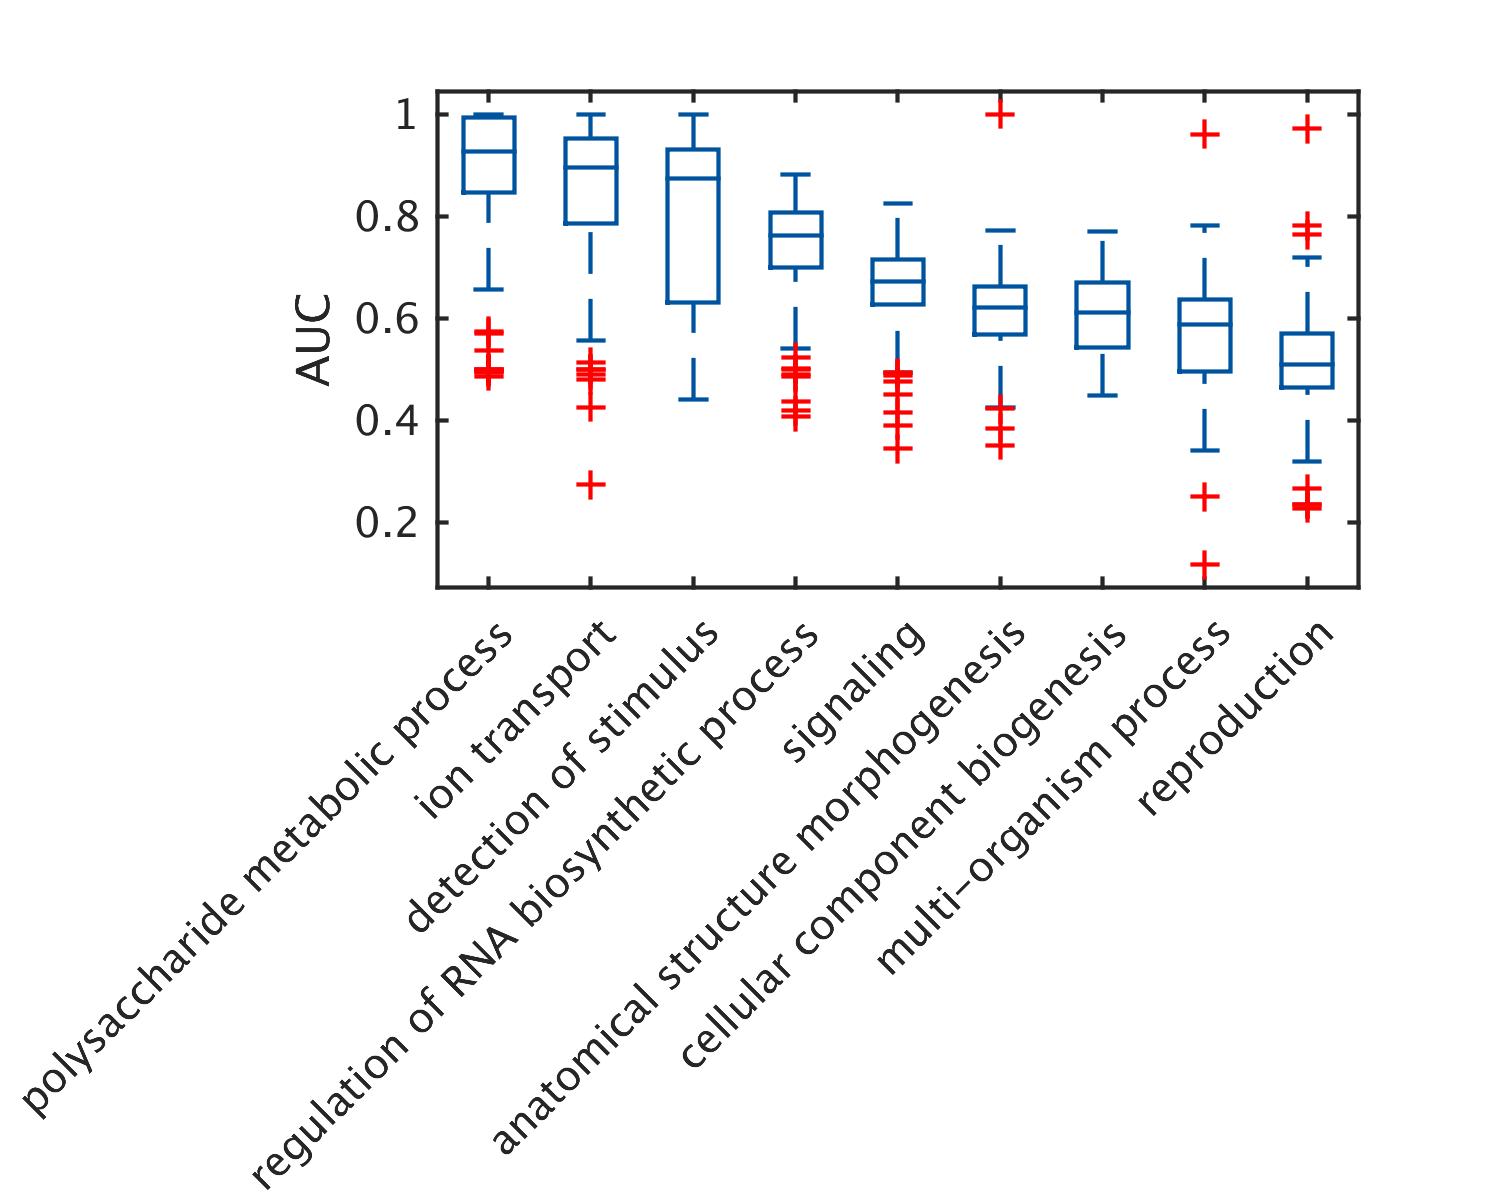 1
0.8
0.6
0.4
0.2
AUC
polysaccharide metabolic process
ion transport
detection of stimulus
regulation of RNA biosynthetic process
signaling
anatomical structure morphogenesis
cellular component biogenesis
multi−organism process
reproduction